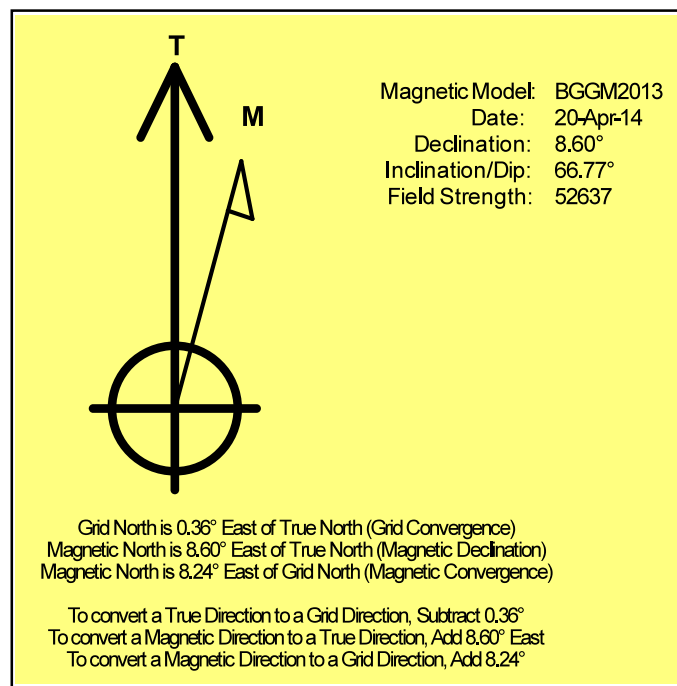 T
M
Magnetic Model: BGGM2013
Date: 20-Apr-14
Declination: 8.60°
Inclination/Dip: 66.77°
Field Strength: 52637
Grid North is 0.36° East of True North (Grid Convergence)
Magnetic North is 8.60° East of True North (Magnetic Declination)
Magnetic North is 8.24° East of Grid North (Magnetic Convergence)
To convert a True Direction to a Grid Direction, Subtract 0.36°
To convert a Magnetic Direction to a True Direction, Add 8.60° East
To convert a Magnetic Direction to a Grid Direction, Add 8.24°